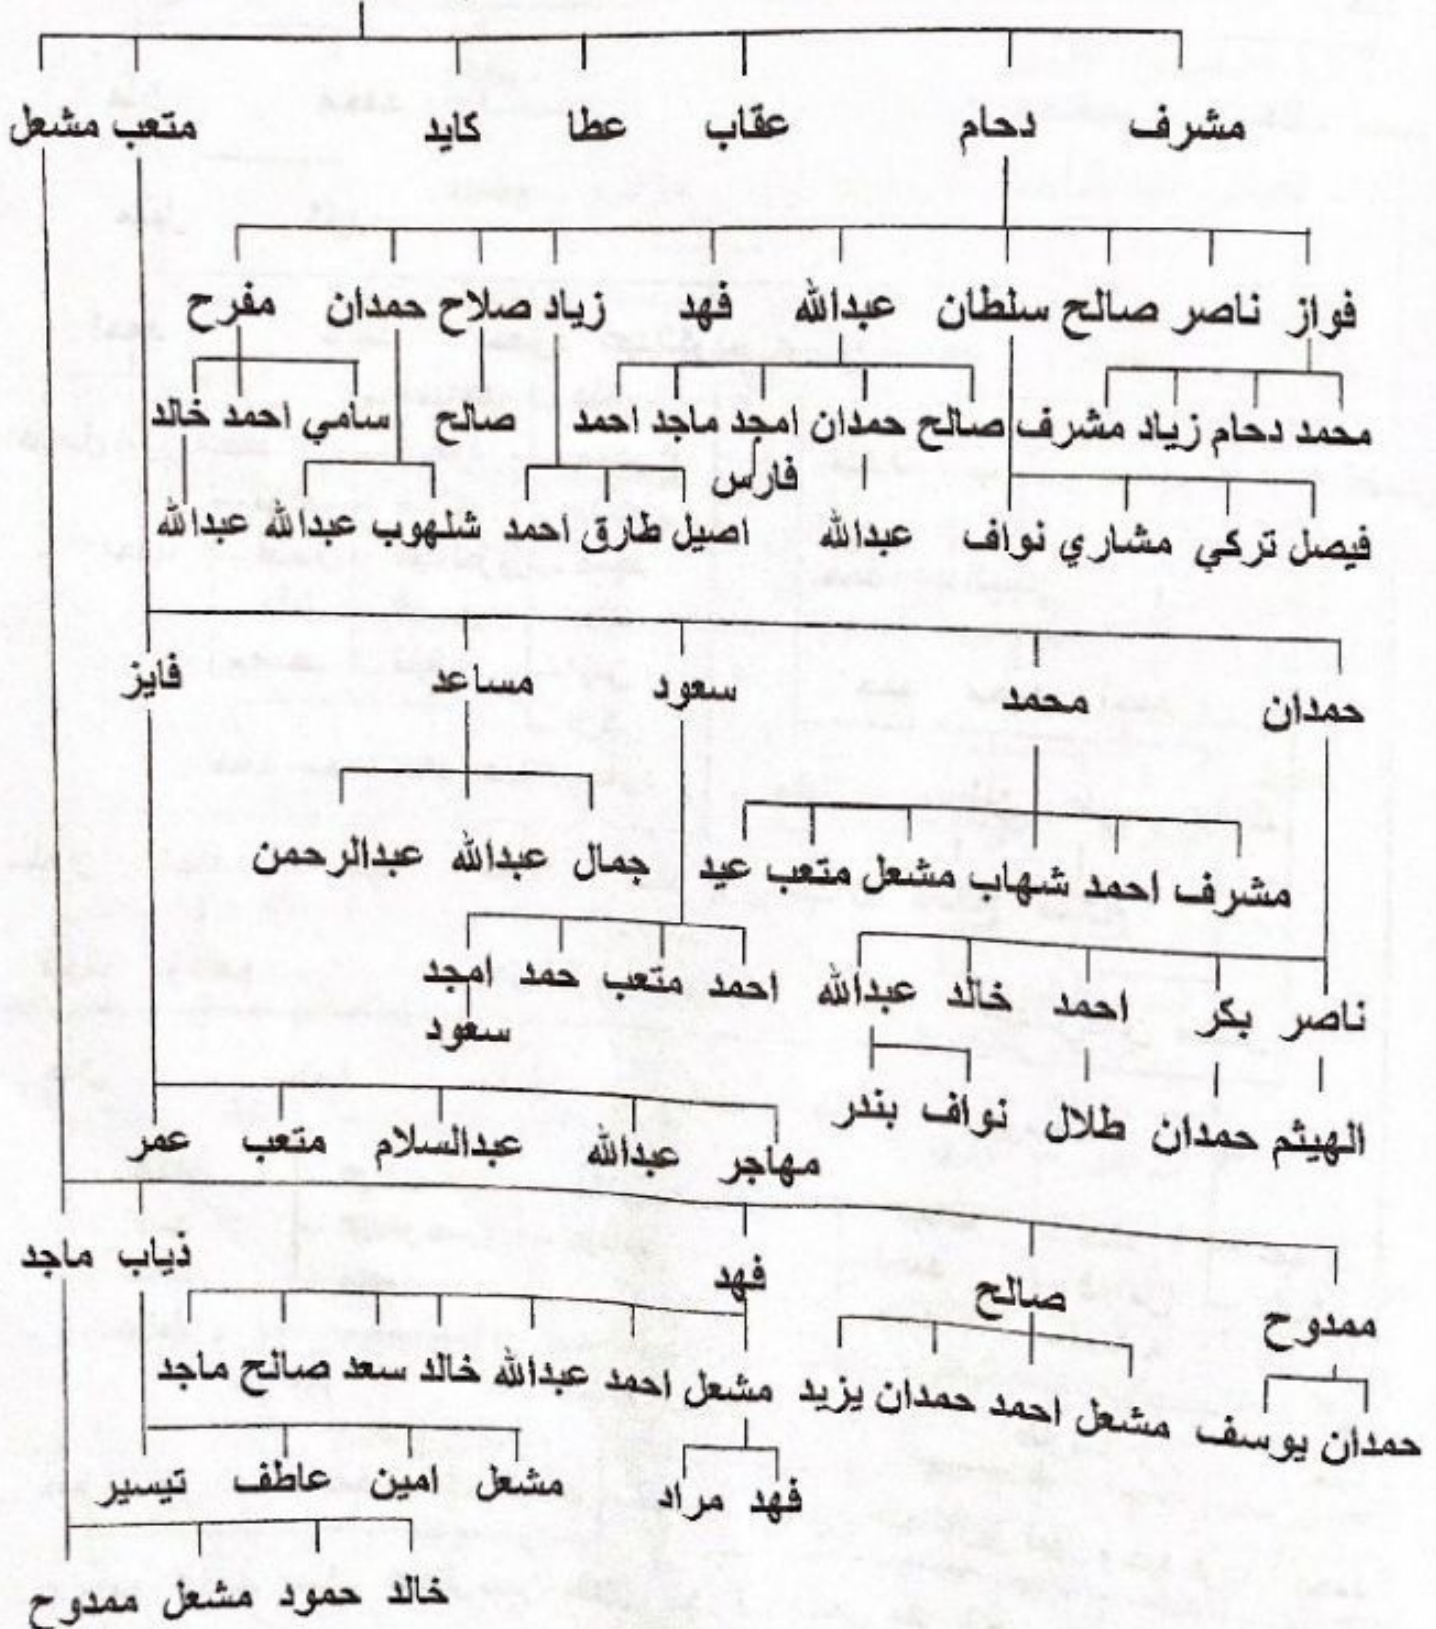 مشرف دحام عقاب عطا كايد متعب مشعل
فواز ناصر صالح سلطان عبدالله فهد زياد صلاح حمدان مفرح
محمد دحام زياد مشرف صالح حمدان امجد ماجد احمد صالح سامي احمد خالد
فارس
فيصل تركي مشاري نواف عبدالله اصيل طارق احمد شلهوب عبدالله عبدالله
حمدان محمد سعود مساعد فايز
مشرف احمد شهاب مشعل متعب عيد جمال عبدالله عبدالرحمن
ناصر بكر احمد خالد عبدالله احمد متعب حمد امجد
سعود
الهيثم حمدان طلال نواف بندر
مهاجر عبدالله عبدالسلام متعب عمر
ممدوح صالح فهد ذياب ماجد
حمدان يوسف مشعل احمد حمدان يزيد مشعل احمد عبدالله خالد سعد صالح ماجد
فهد مراد مشعل امين عاطف تيسير
خالد حمود مشعل ممدوح